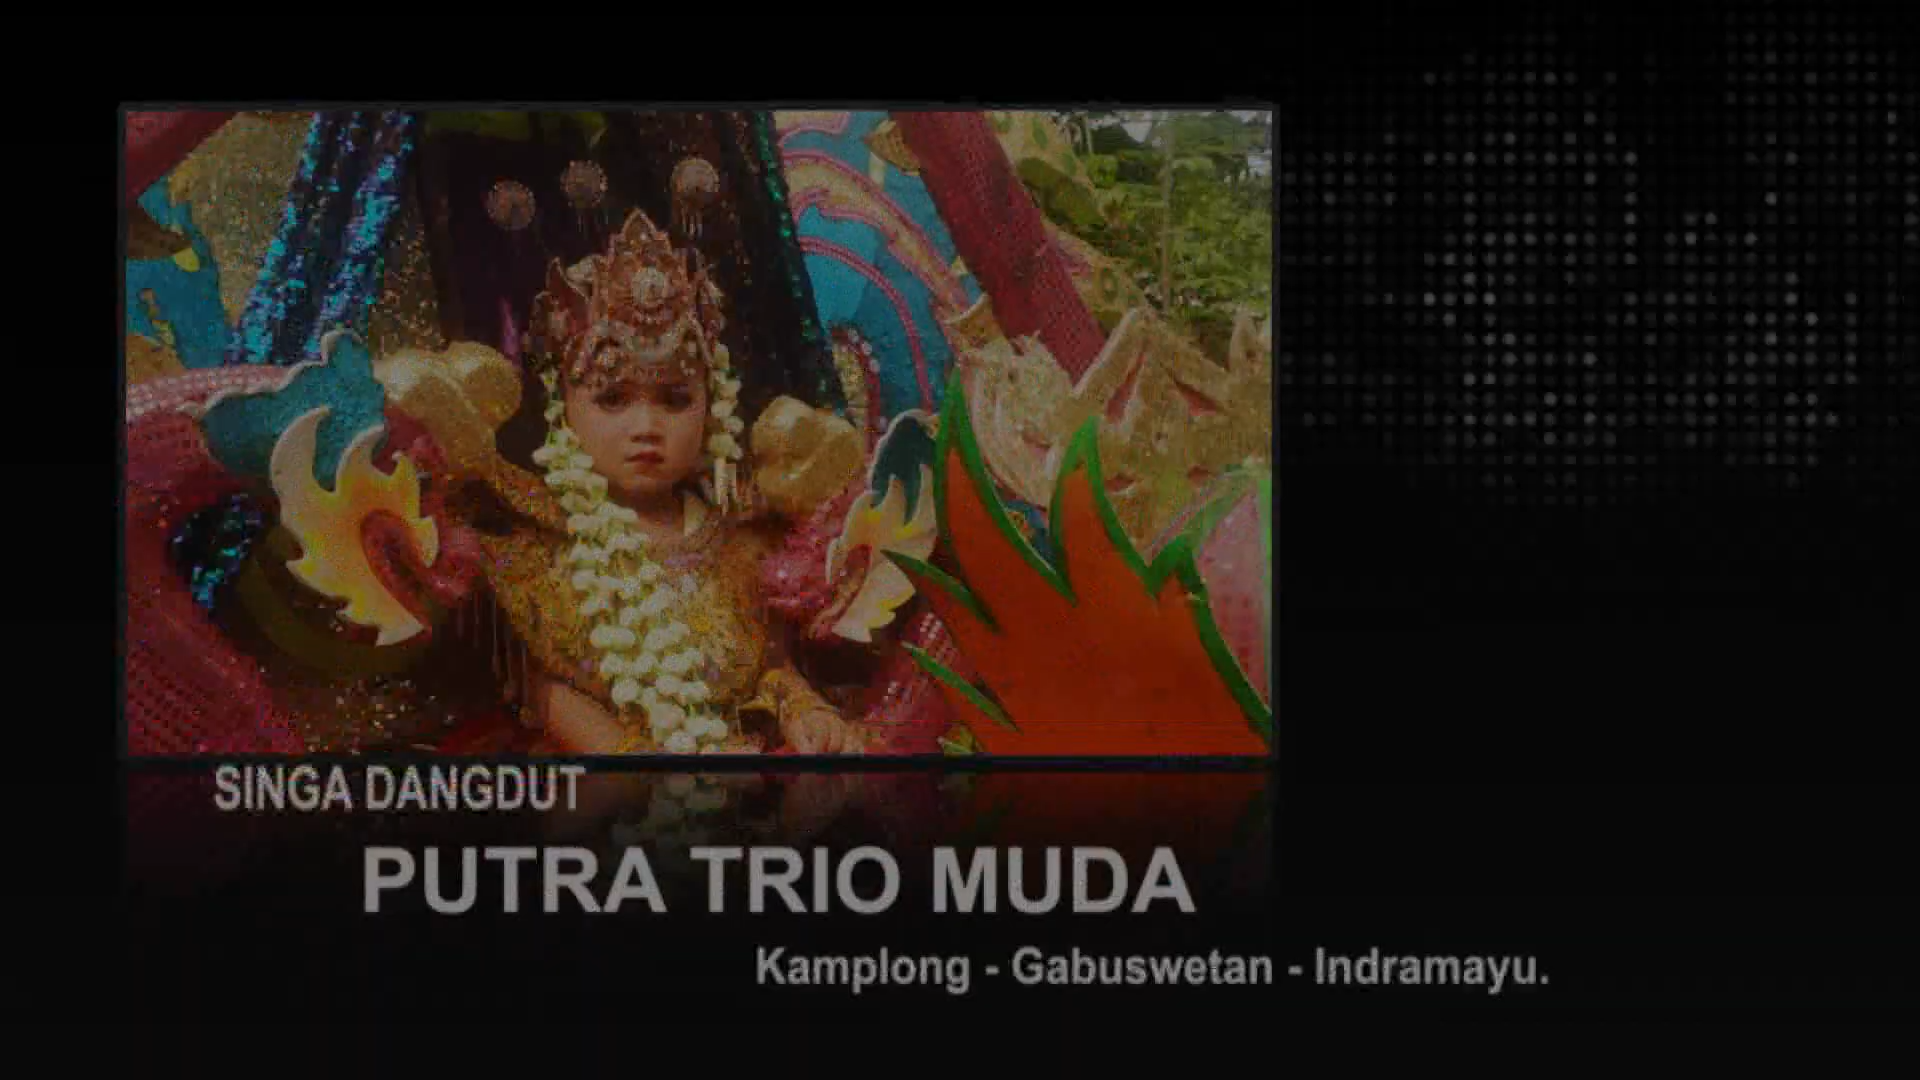 SINGA DANGDUT
PUTRA TRIO MUDA
Kamplong - Gabuswetan - Indramayu.